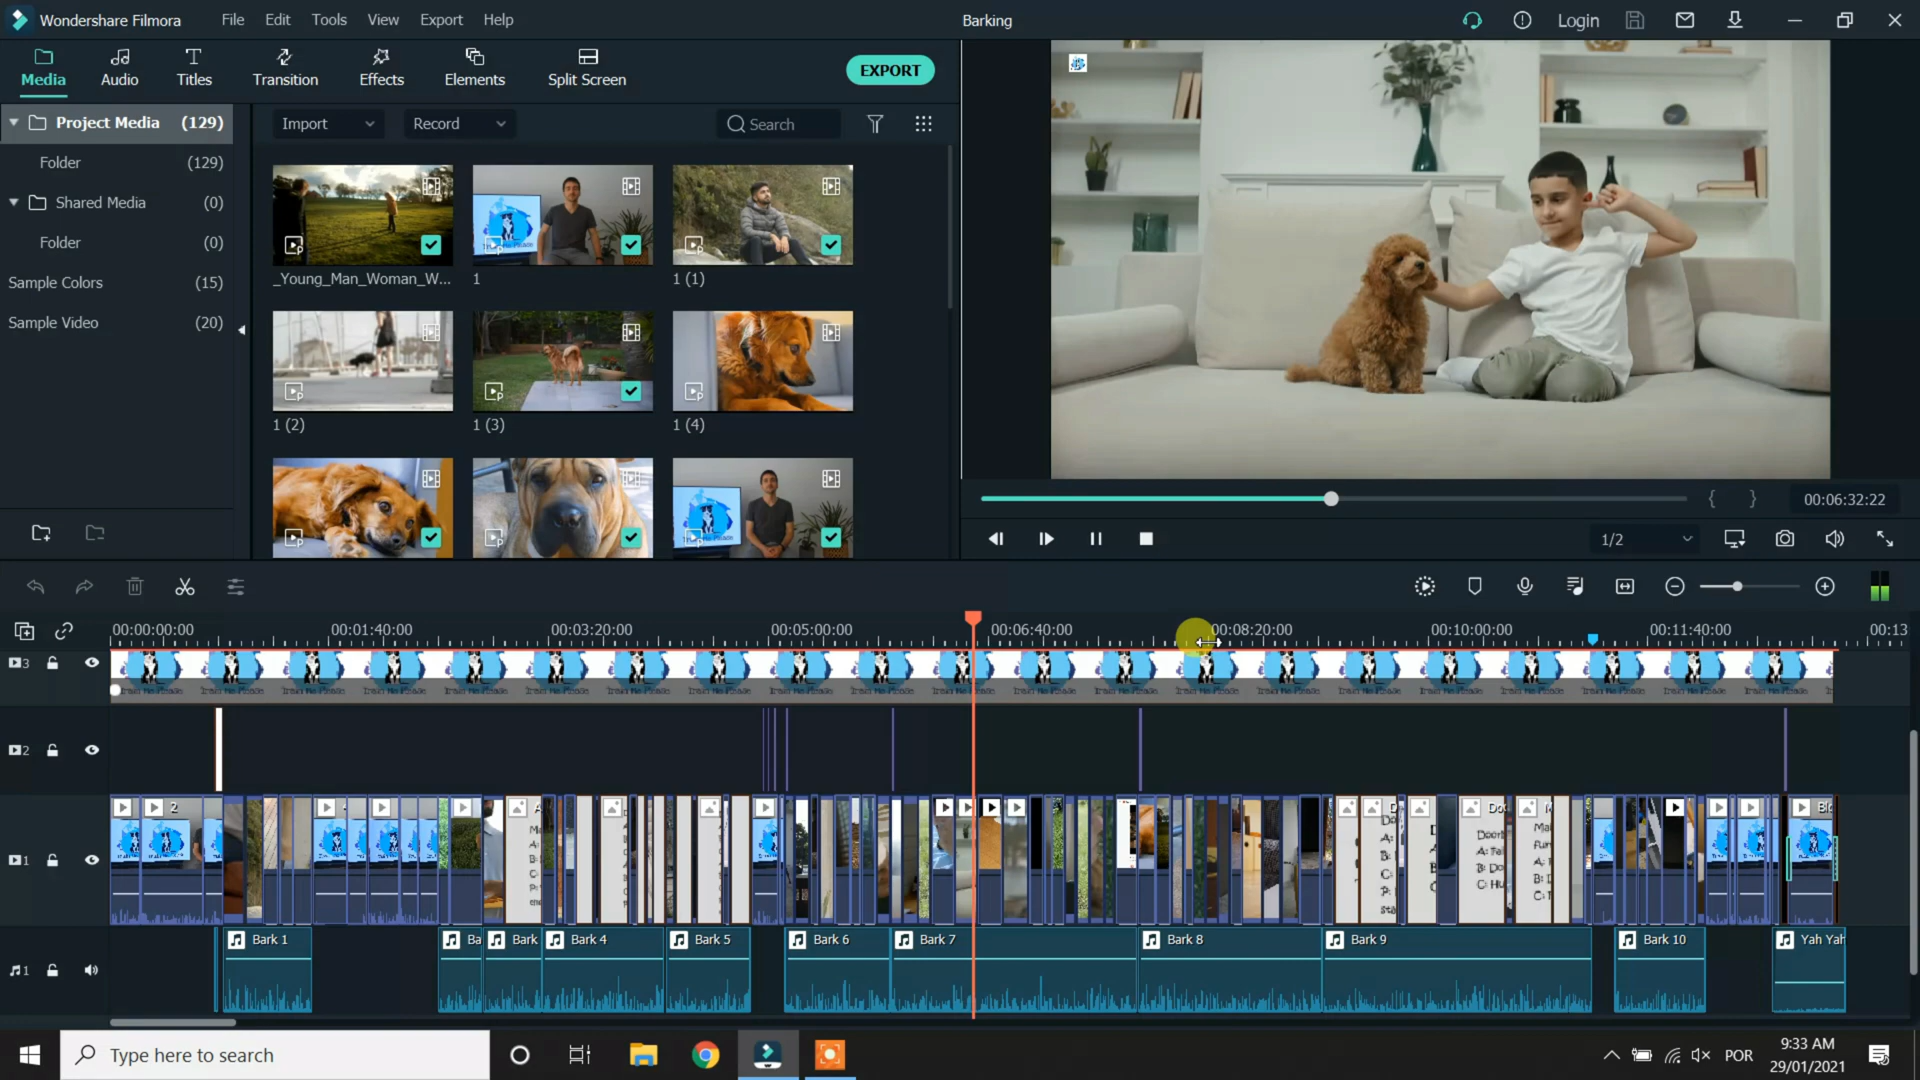 Wondershare Filmora File Edit Tools View Export Help Barking Login
Media Audio Titles Transition Effects Elements Split Screen EXPORT
Project Media (129)
Folder (129)
Shared Media (0)
Folder (0)
Sample Colors (15)
Sample Video (20)
Import Record Search
_Young_Man_Woman_W... 1 1 (1)
1 (2) 1 (3) 1 (4)
00:06:32:22
1/2
00:00:00:00 00:01:40:00 00:03:20:00 00:05:00:00 00:06:40:00 00:08:20:00 00:10:00:00 00:11:40:00 00:13
3
2
1
2
Bark 1 Ba Bark Bark 4 Bark 5 Bark 6 Bark 7 Bark 8 Bark 9 Bark 10 Yah Yah
1
Type here to search
POR
9:33 AM
29/01/2021